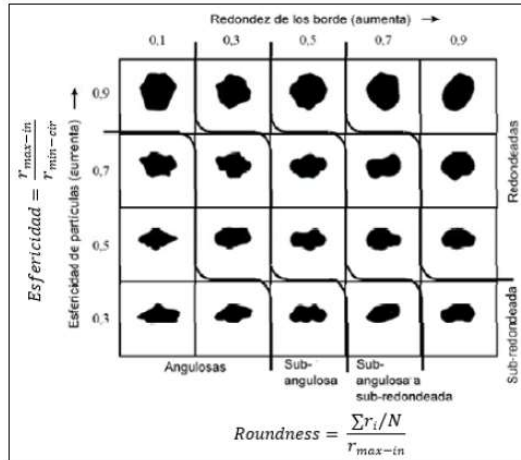 Redondez de los borde (aumenta) →
0,1 0,3 0,5 0,7 0,9
0,9
0,7
0,5
0,3
Esfericidad = r_max-in / r_min-cir
Esfericidad de partículas (aumenta) →
Redondeadas
Sub-redondeada
Angulosas
Sub-
angulosa
Sub-
angulosa a
sub-redondeada
Roundness = Σr_i/N / r_max-in